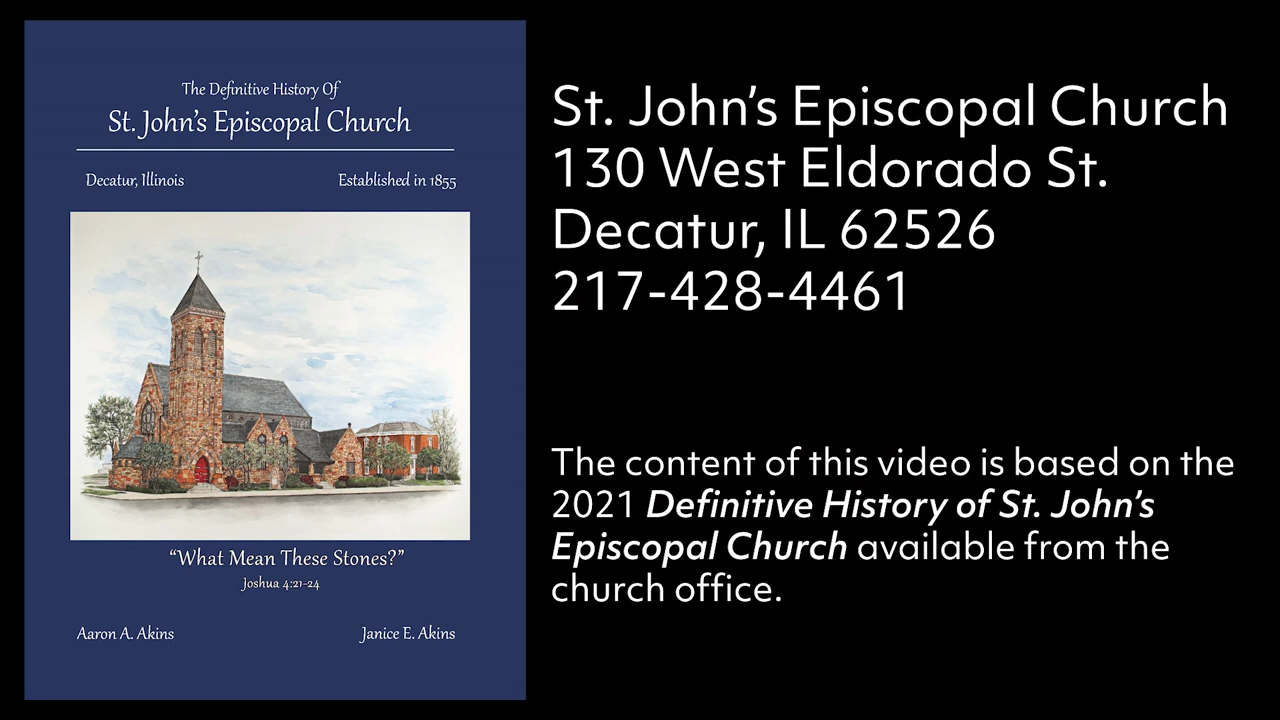 The Definitive History Of
St. John's Episcopal Church
Decatur, Illinois
Established in 1855
“What Mean These Stones?”
Joshua 4:21-24
Aaron A. Akins
Janice E. Akins
St. John’s Episcopal Church
130 West Eldorado St.
Decatur, IL 62526
217-428-4461
The content of this video is based on the
2021 Definitive History of St. John’s
Episcopal Church available from the
church office.